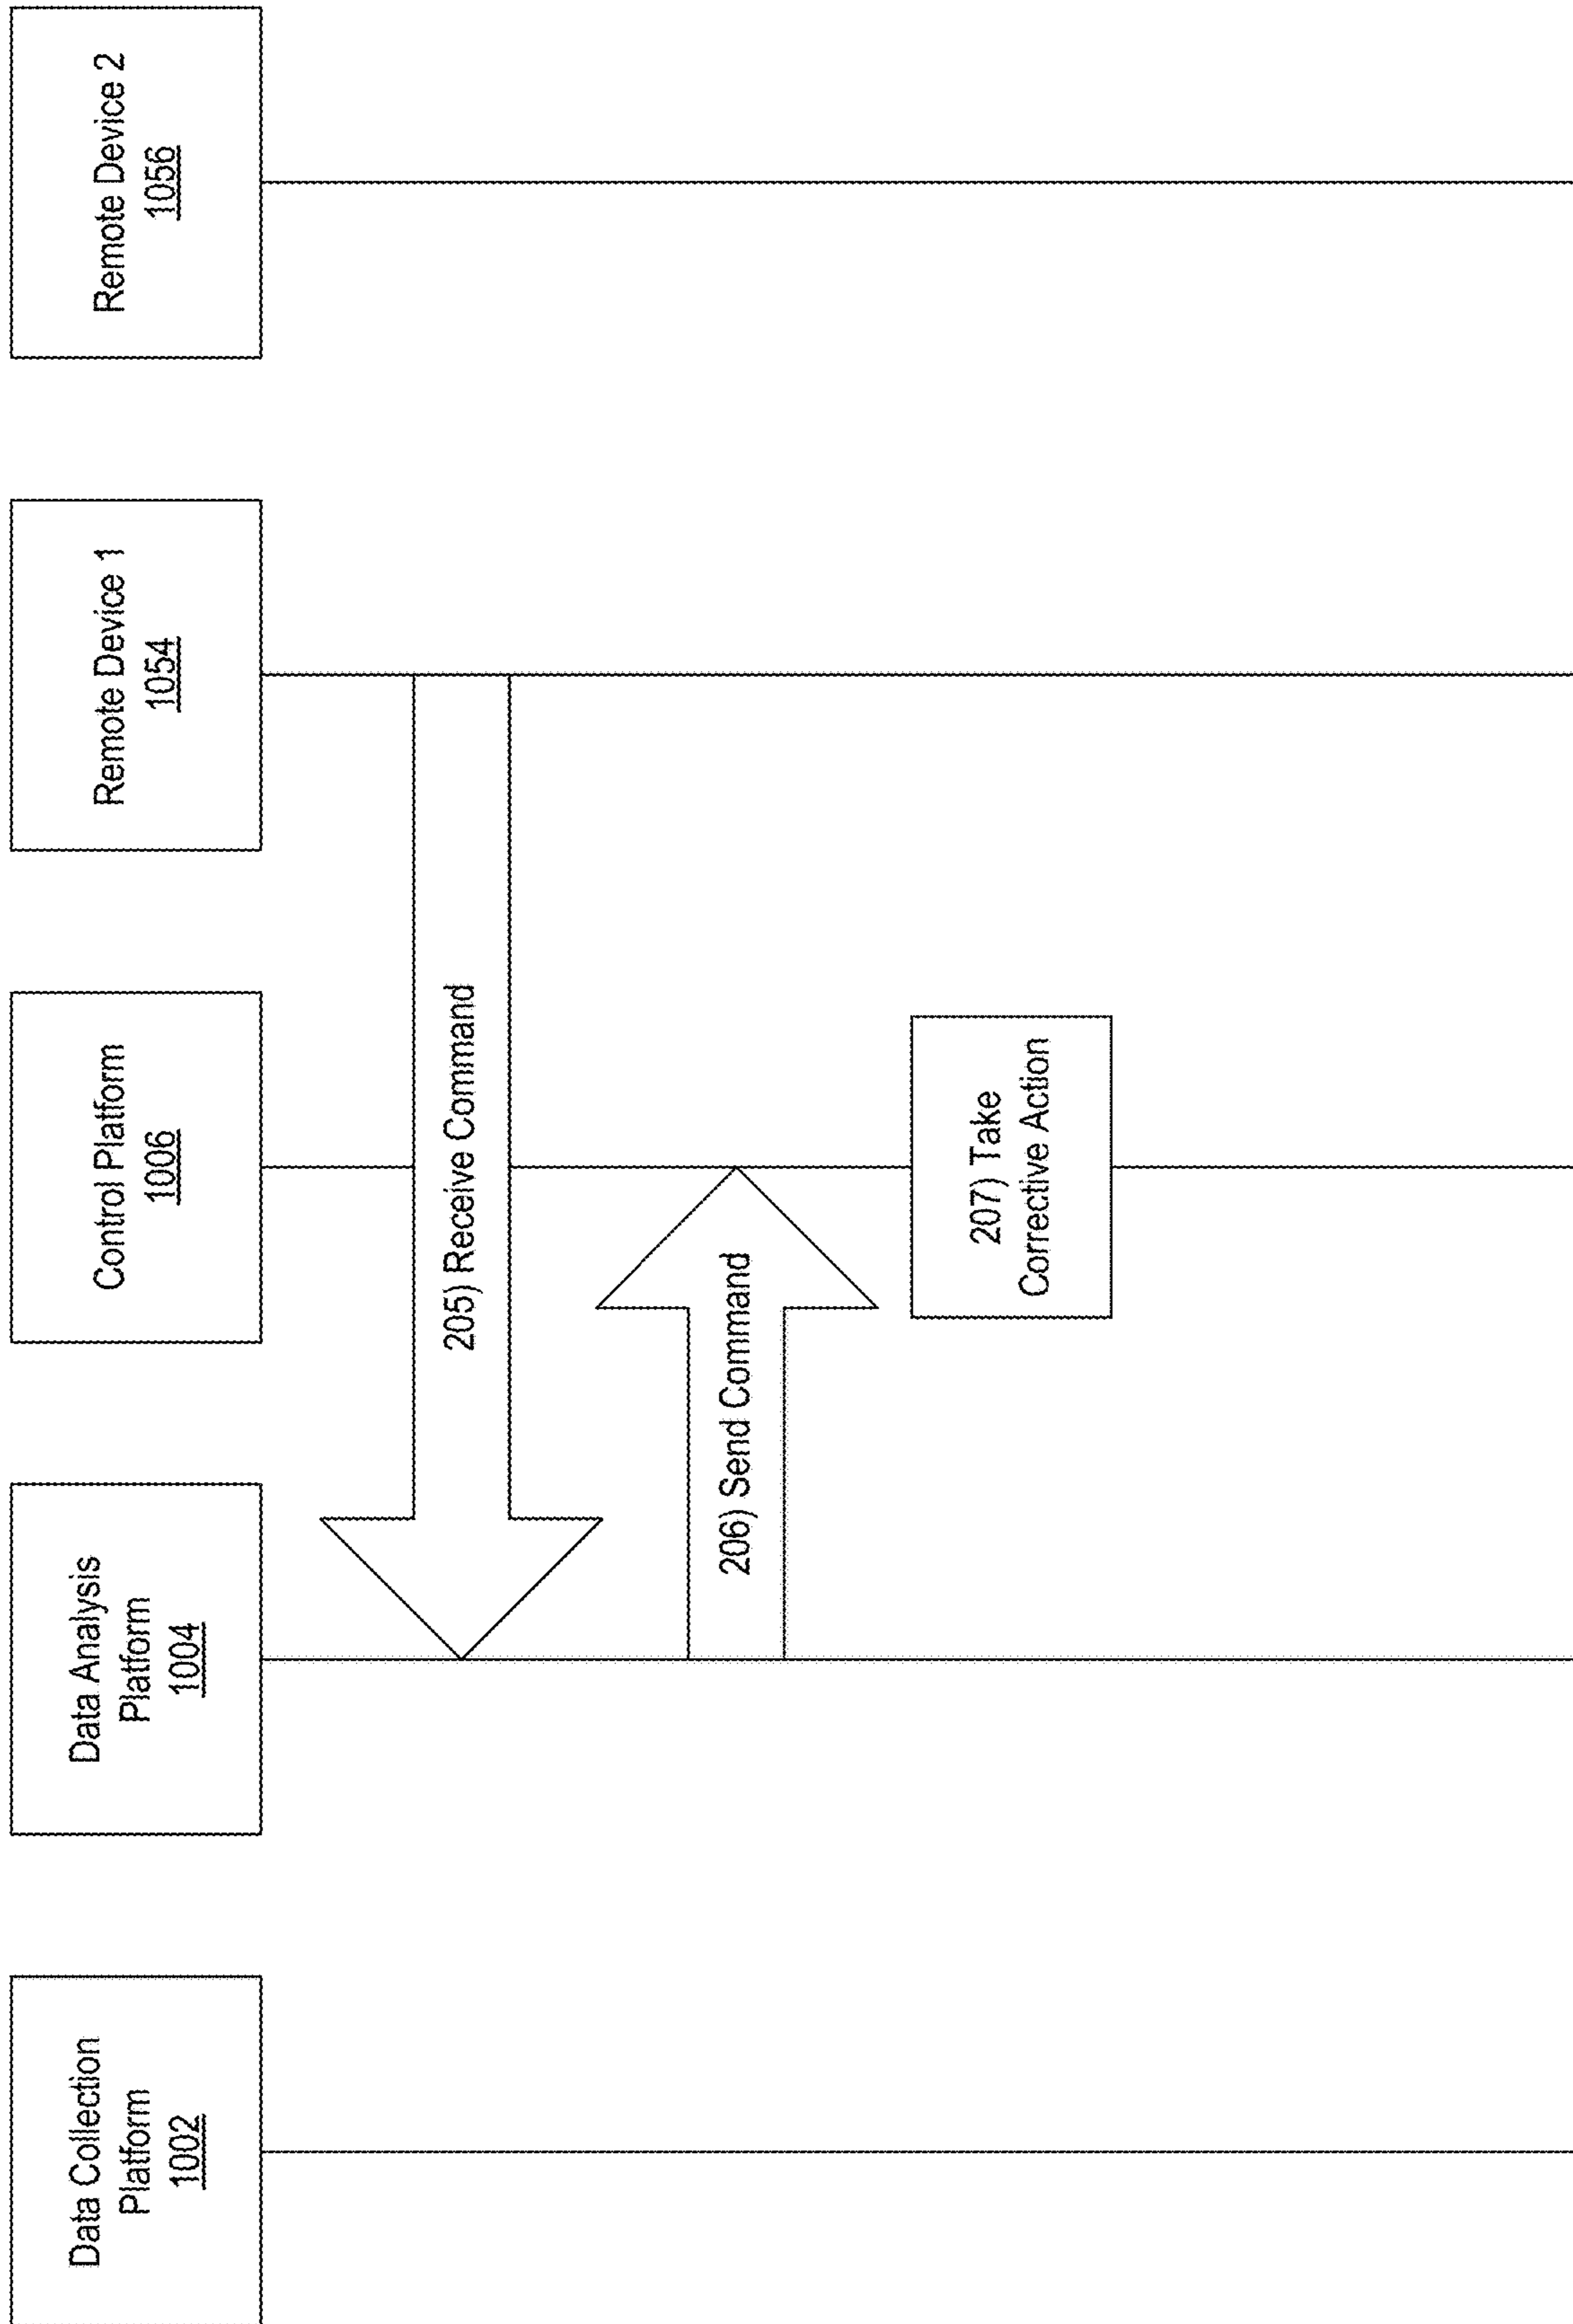 Data Collection
Platform
1002
Data Analysis
Platform
1004
Control Platform
1006
Remote Device 1
1054
Remote Device 2
1056
205) Receive Command
206) Send Command
207) Take
Corrective Action